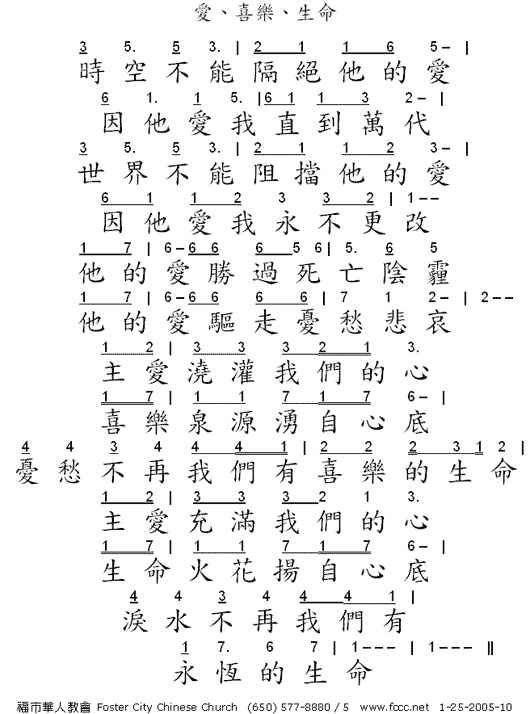 愛、喜樂、生命
3 5. 5 3. | 2 1 1 6 5– |
時空不能隔絕他的愛
6 1. 1 5. | 6 1 1 3 2– |
因他愛我直到萬代
3 5. 5 3. | 2 1 1 2 3– |
世界不能阻擋他的愛
6 1 1 2 3 3 2 | 1––
因他愛我永不更改
1 7 | 6–6 6 6 5 6 | 5. 6 5
他的愛勝過死亡陰霾
1 7 | 6–6 6 6 6 | 7 1 2– | 2––
他的愛驅走憂愁悲哀
1 2 | 3 3 3 2 1 1 3.
主愛澆灌我們的心
1 7 | 1 1 7 1 7 6– |
喜樂泉源湧自心底
4 4 3 4 4 4 1 | 2 2 2 3 1 2 |
憂愁不再我們有喜樂的生命
1 2 | 3 3 3 2 1 3.
主愛充滿我們的心
1 7 | 1 1 7 1 7 6– |
生命火花揚自心底
4 4 3 4 4 4 1 |
淚水不再我們有
1 7. 6 7 | 1––– | 1––– ||
永恆的生命
福市華人教會 Foster City Chinese Church (650) 577-8880 / 5 www.fccc.net 1-25-2005-10